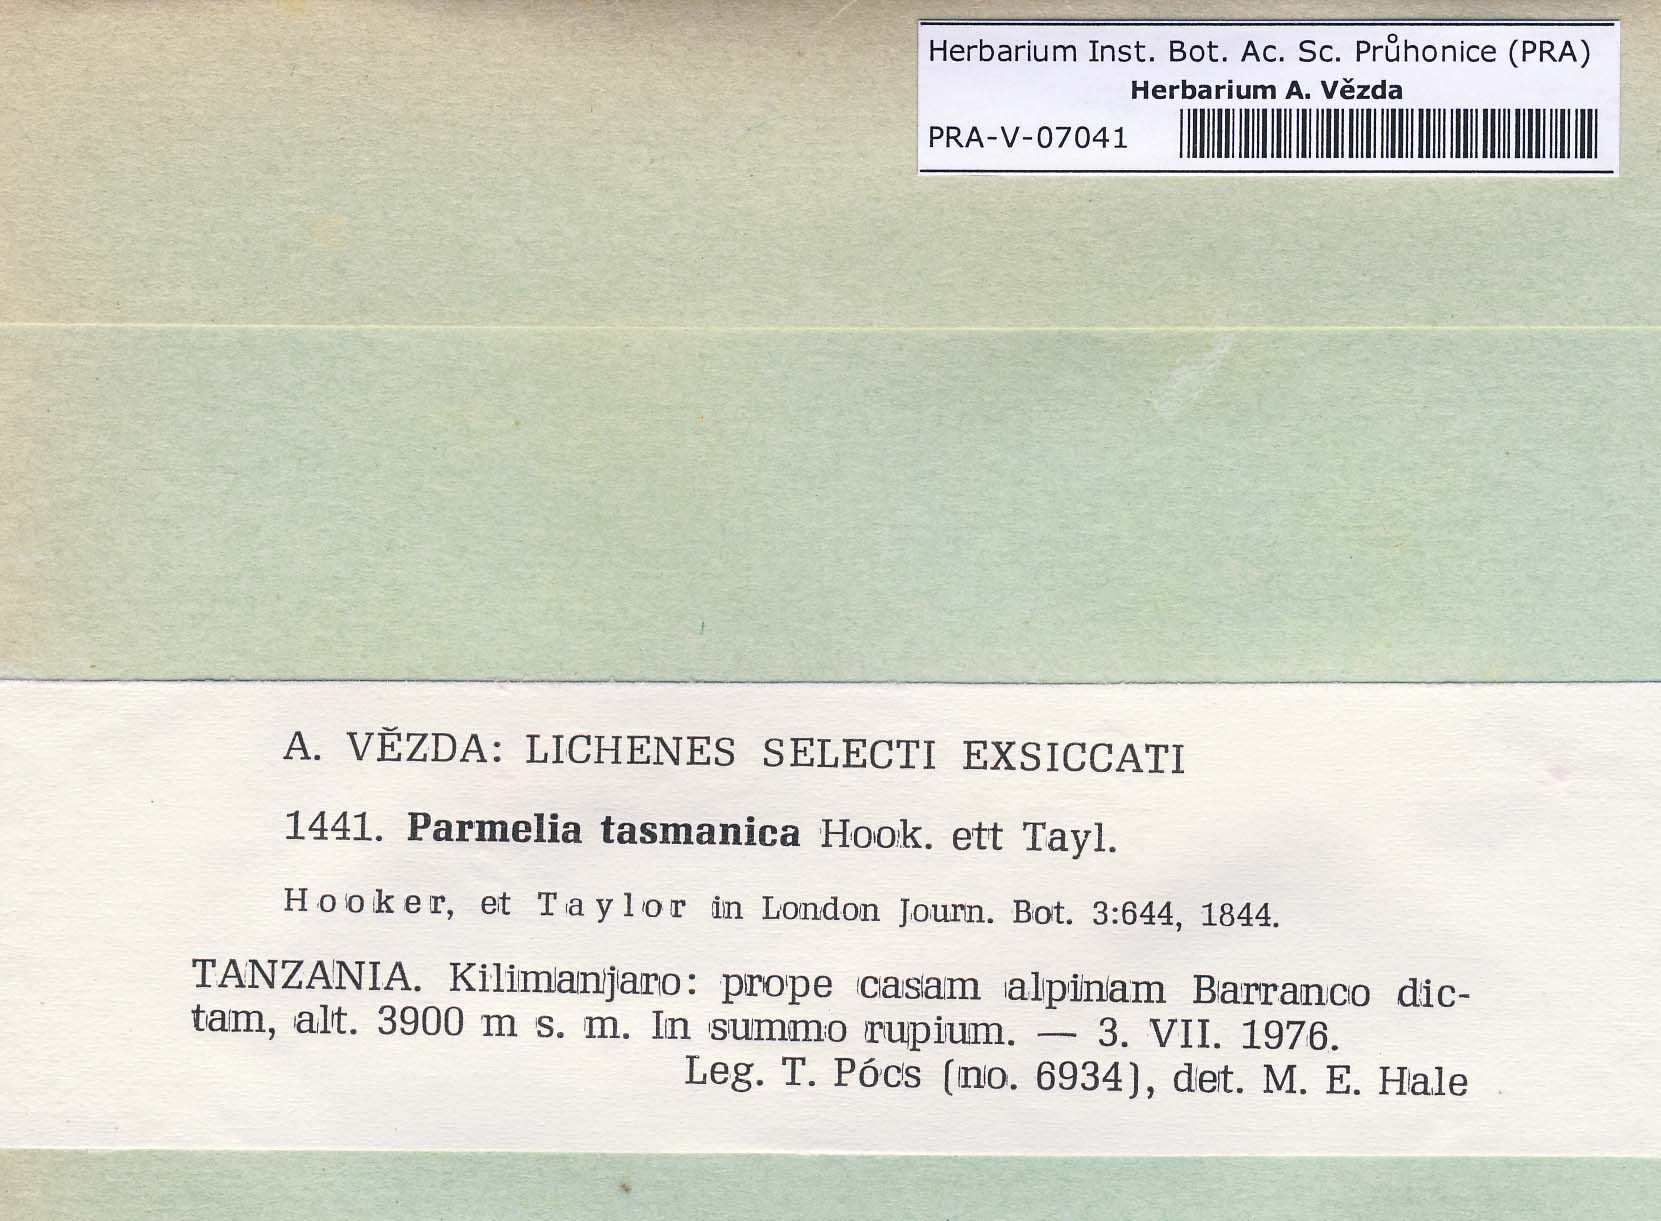 Herbarium Inst. Bot. Ac. Sc. Průhonice (PRA)
Herbarium A. Vězda
PRA-V-07041
A. VĚZDA: LICHENES SELECTI EXSICCATI
1441. Parmelia tasmanica Hook. ett Tayl.
Hooker, et Taylor in London Journ. Bot. 3:644, 1844.
TANZANIA. Kilimanjaro: prope casam alpinam Barranco dic-
tam, alt. 3900 m s. m. In summo rupium. — 3. VII. 1976.
Leg. T. Pócs (no. 6934), det. M. E. Hale